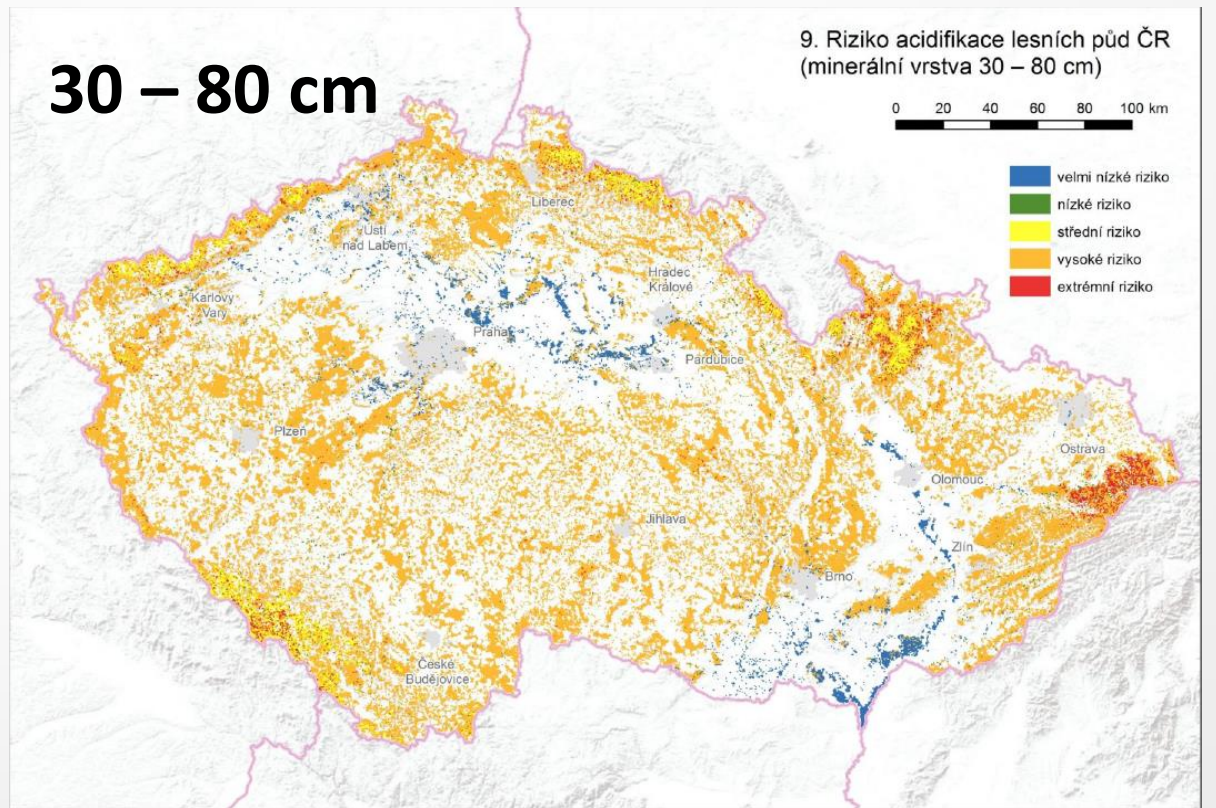 30 – 80 cm
9. Riziko acidifikace lesních půd ČR
(minerální vrstva 30 – 80 cm)
0 20 40 60 80 100 km
velmi nízké riziko
nízké riziko
střední riziko
vysoké riziko
extrémní riziko
Liberec
Ústí
nad Labem
Hradec
Králové
Karlovy
Vary
Praha
Pardubice
Plzeň
Ostrava
Olomouc
Jihlava
Zlín
Brno
České
Budějovice